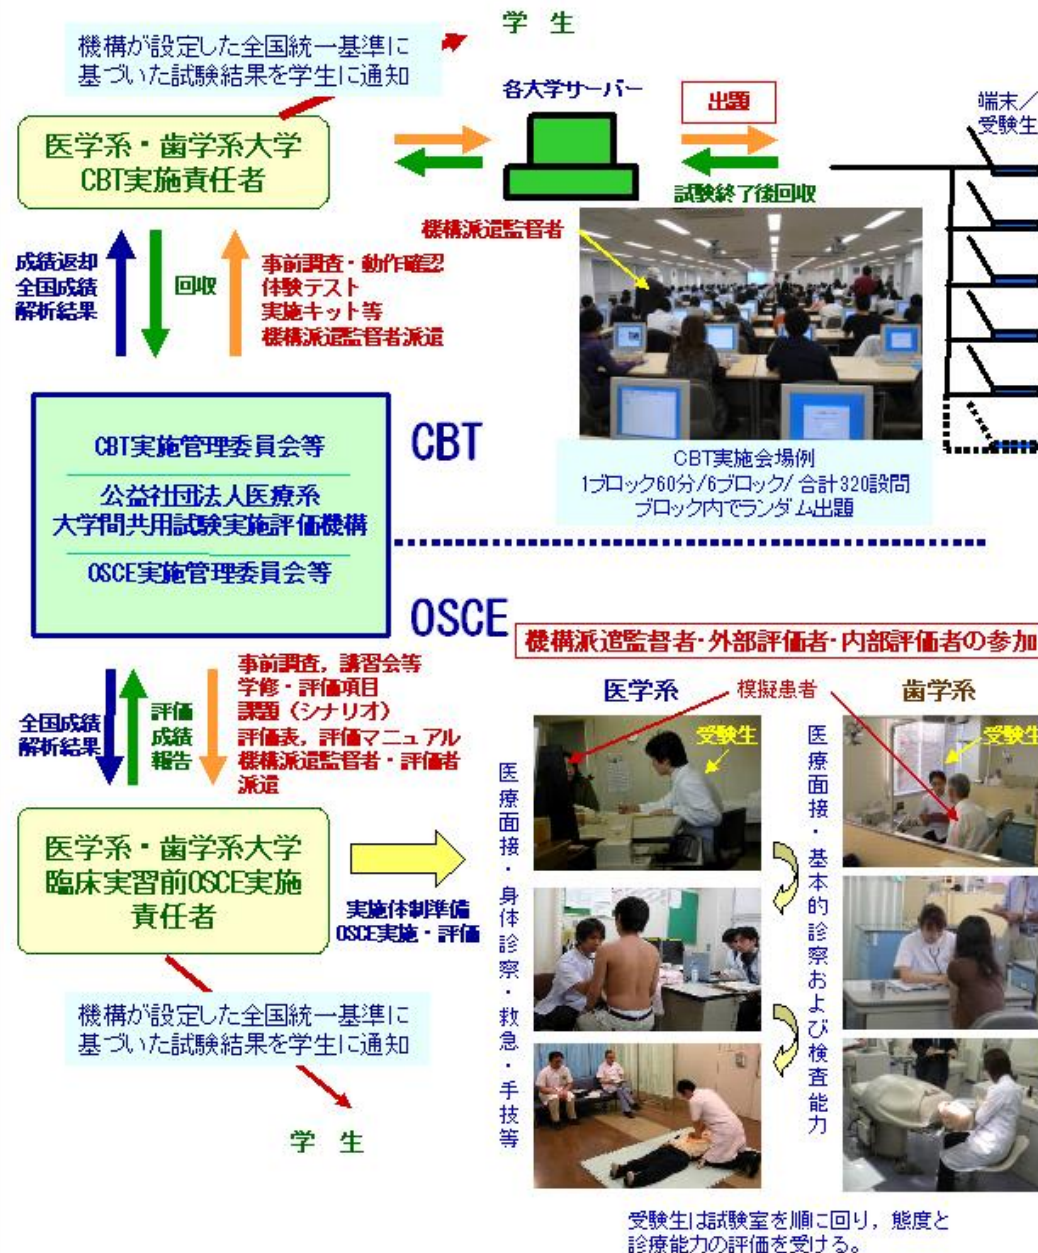 学 生
機構が設定した全国統一基準に
基づいた試験結果を学生に通知
各大学サーバー
出題
端末／
受験生
医学系・歯学系大学
CBT実施責任者
試験終了後回収
機構派遣監督者
成績返却
全国成績
解析結果
回収
事前調査・動作確認
体験テスト
実施キット等
機構派遣監督者派遣
CBT
CBT実施会場例
1ブロック60分/6ブロック/ 合計320設問
ブロック内でランダム出題
CBT実施管理委員会等
公益社団法人医療系
大学間共用試験実施評価機構
OSCE実施管理委員会等
OSCE
機構派遣監督者・外部評価者・内部評価者の参加
全国成績
解析結果
評価
成績
報告
事前調査，講習会等
学修・評価項目
課題（シナリオ）
評価表，評価マニュアル
機構派遣監督者・評価者
派遣
医学系
模擬患者
歯学系
受験生
受験生
医療面接・身体診察・救急・手技等
医療面接・基本的診察および検査能力
医学系・歯学系大学
臨床実習前OSCE実施
責任者
実施体制準備
OSCE実施・評価
機構が設定した全国統一基準に
基づいた試験結果を学生に通知
学 生
受験生は試験室を順に回り，態度と
診療能力の評価を受ける。